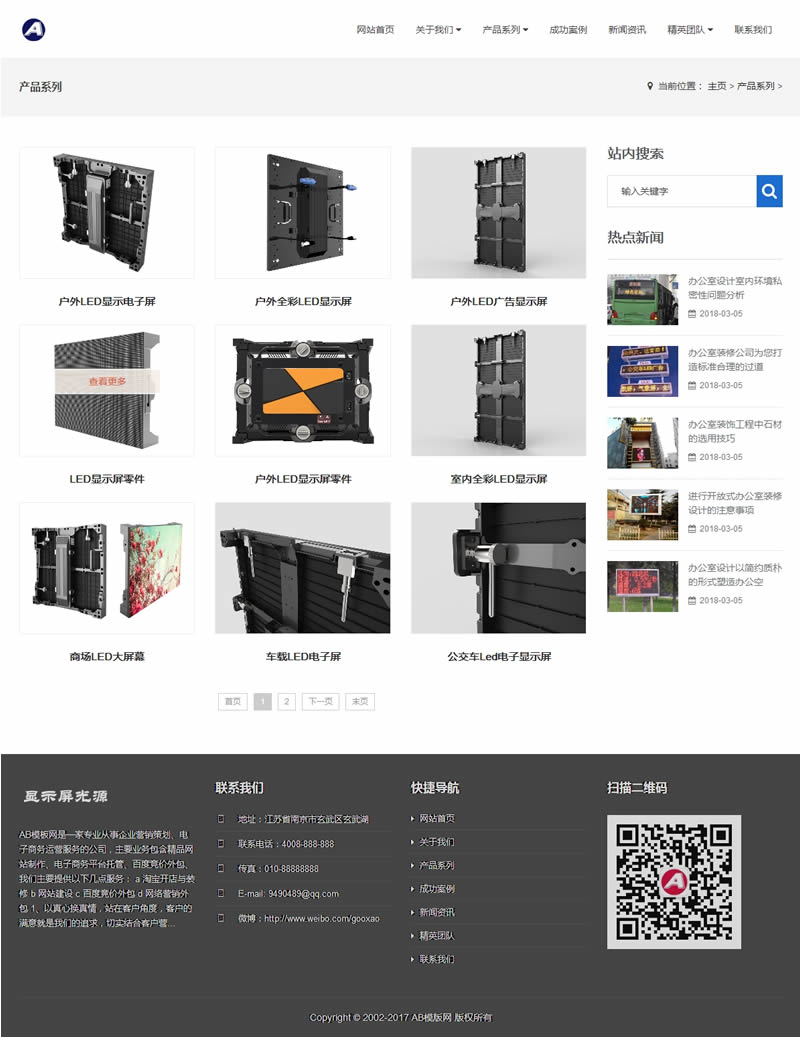 网站首页 关于我们 产品系列 成功案例 新闻资讯 精英团队 联系我们
产品系列
当前位置： 主页 > 产品系列 >
户外LED显示电子屏
户外全彩LED显示屏
户外LED广告显示屏
查看更多
LED显示屏零件
户外LED显示屏零件
室内全彩LED显示屏
商场LED大屏幕
车载LED电子屏
公交车Led电子显示屏
首页 1 2 下一页 末页
站内搜索
输入关键字
热点新闻
办公室设计室内环境私
密性问题分析
2018-03-05
办公室装修公司为您打
造标准合理的过道
2018-03-05
办公室装饰工程中石材
的选用技巧
2018-03-05
进行开放式办公室装修
设计的注意事项
2018-03-05
办公室设计以简约质朴
的形式塑造办公空
2018-03-05
显示屏光源
AB模板网是一家专业从事企业营销策划、电
子商务运营服务的公司，主要业务包含精品网
站制作、电子商务平台托管、百度竞价外包、
我们主要提供以下几点服务： a 淘宝开店与装
修 b 网站建设 c 百度竞价外包 d 网络营销外
包 1、以真心换真情，站在客户角度，客户的
满意就是我们的追求，切实结合客户营...
联系我们
地址：江苏省南京市玄武区玄武湖
联系电话：4008-888-888
传真：010-88888888
E-mail: 9490489@qq.com
微博：http://www.weibo.com/gooxao
快捷导航
网站首页
关于我们
产品系列
成功案例
新闻资讯
精英团队
联系我们
扫描二维码
Copyright © 2002-2017 AB模版网 版权所有